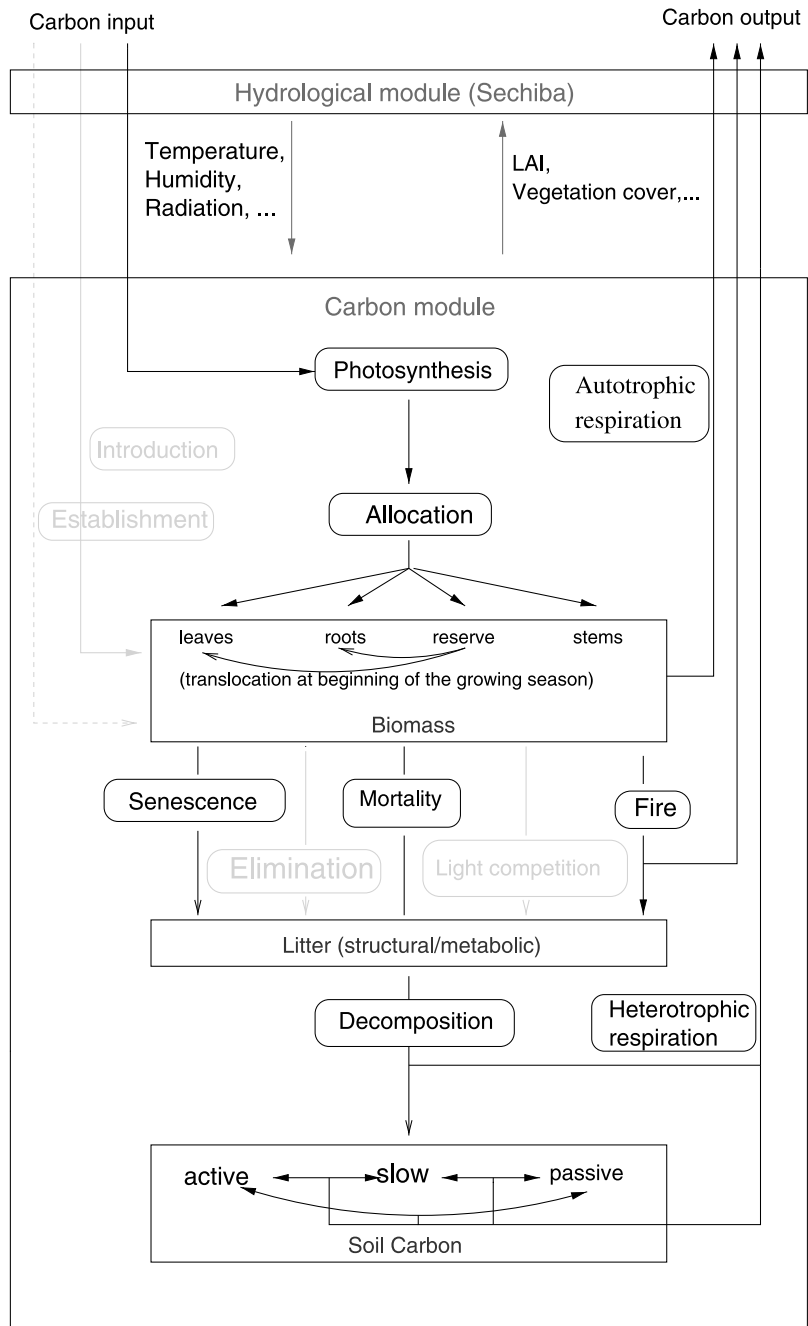 Carbon input
Carbon output
Hydrological module (Sechiba)
Temperature,
Humidity,
Radiation, ...
LAI,
Vegetation cover,...
Carbon module
Photosynthesis
Autotrophic
respiration
Introduction
Allocation
Establishment
leaves
roots
reserve
stems
(translocation at beginning of the growing season)
Biomass
Senescence
Mortality
Fire
Elimination
Light competition
Litter (structural/metabolic)
Decomposition
Heterotrophic
respiration
active
slow
passive
Soil Carbon